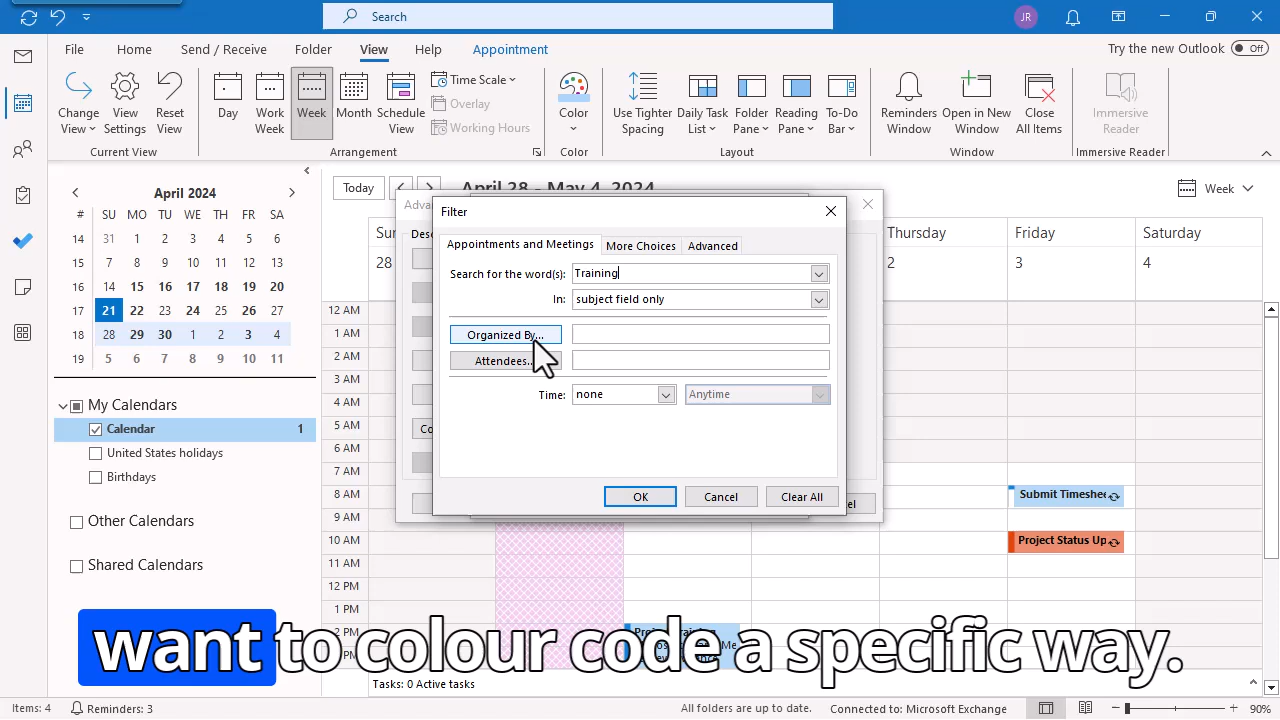 Search
JR
File
Home
Send / Receive
Folder
View
Help
Appointment
Try the new Outlook
Off
Change View
View Settings
Reset View
Day
Work Week
Week
Month
Schedule View
Time Scale
Overlay
Working Hours
Color
Use Tighter Spacing
Daily Task List
Folder Pane
Reading Pane
To-Do Bar
Reminders Window
Open in New Window
Close All Items
Immersive Reader
Current View
Arrangement
Color
Layout
Window
Immersive Reader
April 2024
# SU MO TU WE TH FR SA
14 31 1 2 3 4 5 6
15 7 8 9 10 11 12 13
16 14 15 16 17 18 19 20
17 21 22 23 24 25 26 27
18 28 29 30 1 2 3 4
19 5 6 7 8 9 10 11
My Calendars
Calendar 1
United States holidays
Birthdays
Other Calendars
Shared Calendars
Today
April 28 - May 4, 2024
Week
Thursday
Friday
Saturday
28
2
3
4
12 AM
1 AM
2 AM
3 AM
4 AM
5 AM
6 AM
7 AM
8 AM
9 AM
10 AM
11 AM
12 PM
1 PM
2 PM
Submit Timeshee
Project Status Up
Filter
Appointments and Meetings
More Choices
Advanced
Search for the word(s): Training
In: subject field only
Organized By...
Attendees...
Time: none
Anytime
OK
Cancel
Clear All
want to colour code a specific way.
Tasks: 0 Active tasks
Items: 4
Reminders: 3
All folders are up to date.
Connected to: Microsoft Exchange
90%